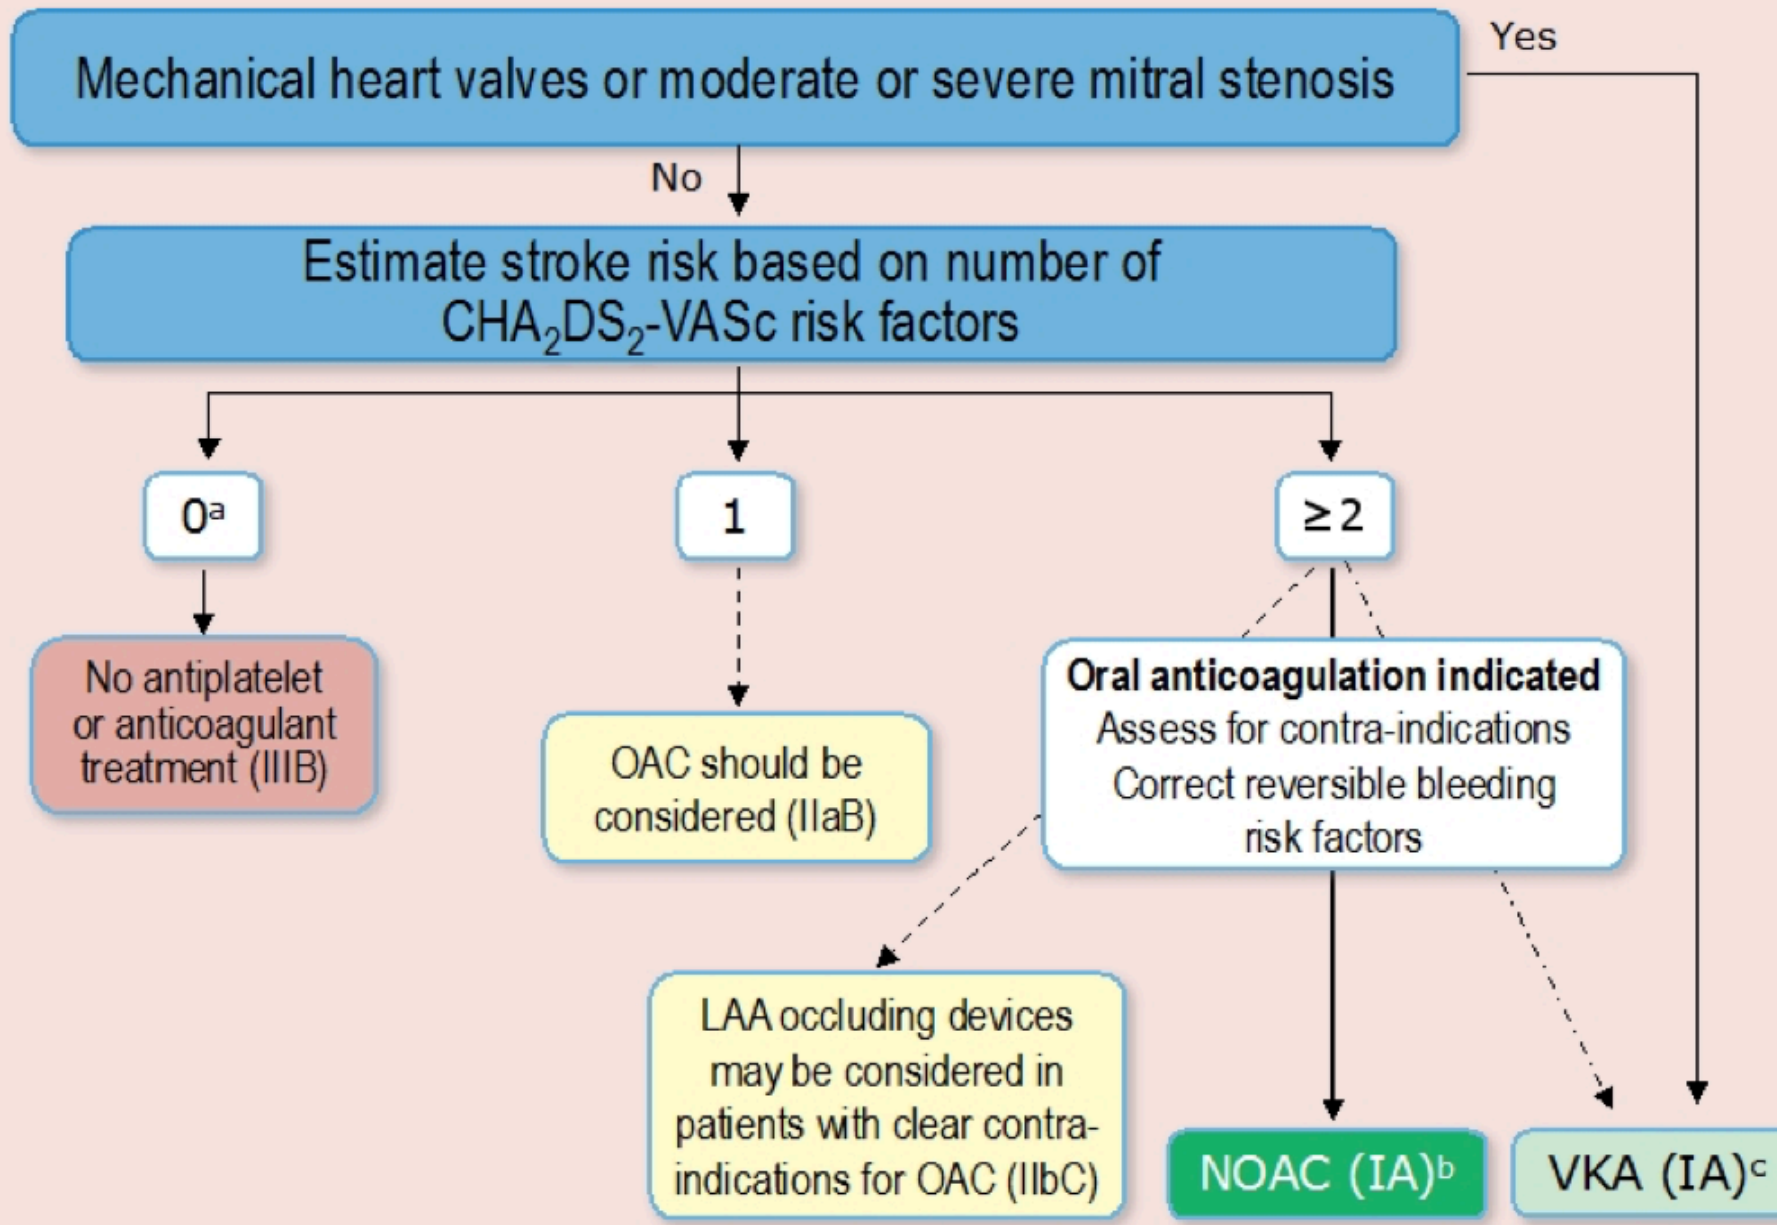 Yes
Mechanical heart valves or moderate or severe mitral stenosis
No
Estimate stroke risk based on number of
CHA₂DS₂-VASc risk factors
0ᵃ
1
≥2
No antiplatelet
or anticoagulant
treatment (IIIB)
OAC should be
considered (IIaB)
Oral anticoagulation indicated
Assess for contra-indications
Correct reversible bleeding
risk factors
LAA occluding devices
may be considered in
patients with clear contra-
indications for OAC (IIbC)
NOAC (IA)ᵇ
VKA (IA)ᶜ